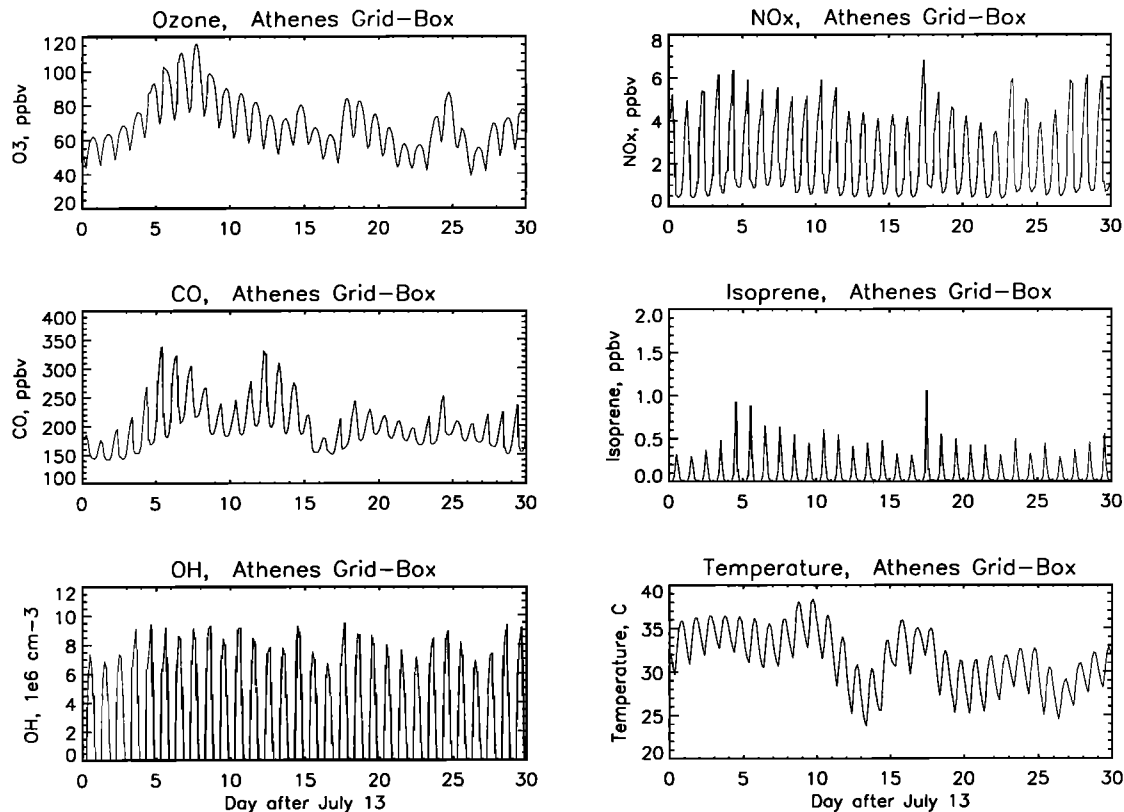 Ozone, Athenes Grid-Box
O3, ppbv
120
100
80
60
40
20
0 5 10 15 20 25 30
NOx, Athenes Grid-Box
NOx, ppbv
8
6
4
2
0
0 5 10 15 20 25 30
CO, Athenes Grid-Box
CO, ppbv
400
350
300
250
200
150
100
0 5 10 15 20 25 30
Isoprene, Athenes Grid-Box
Isoprene, ppbv
2.0
1.5
1.0
0.5
0.0
0 5 10 15 20 25 30
OH, Athenes Grid-Box
OH, 1e6 cm-3
12
10
8
6
4
2
0
0 5 10 15 20 25 30
Day after July 13
Temperature, Athenes Grid-Box
Temperature, C
40
35
30
25
20
0 5 10 15 20 25 30
Day after July 13